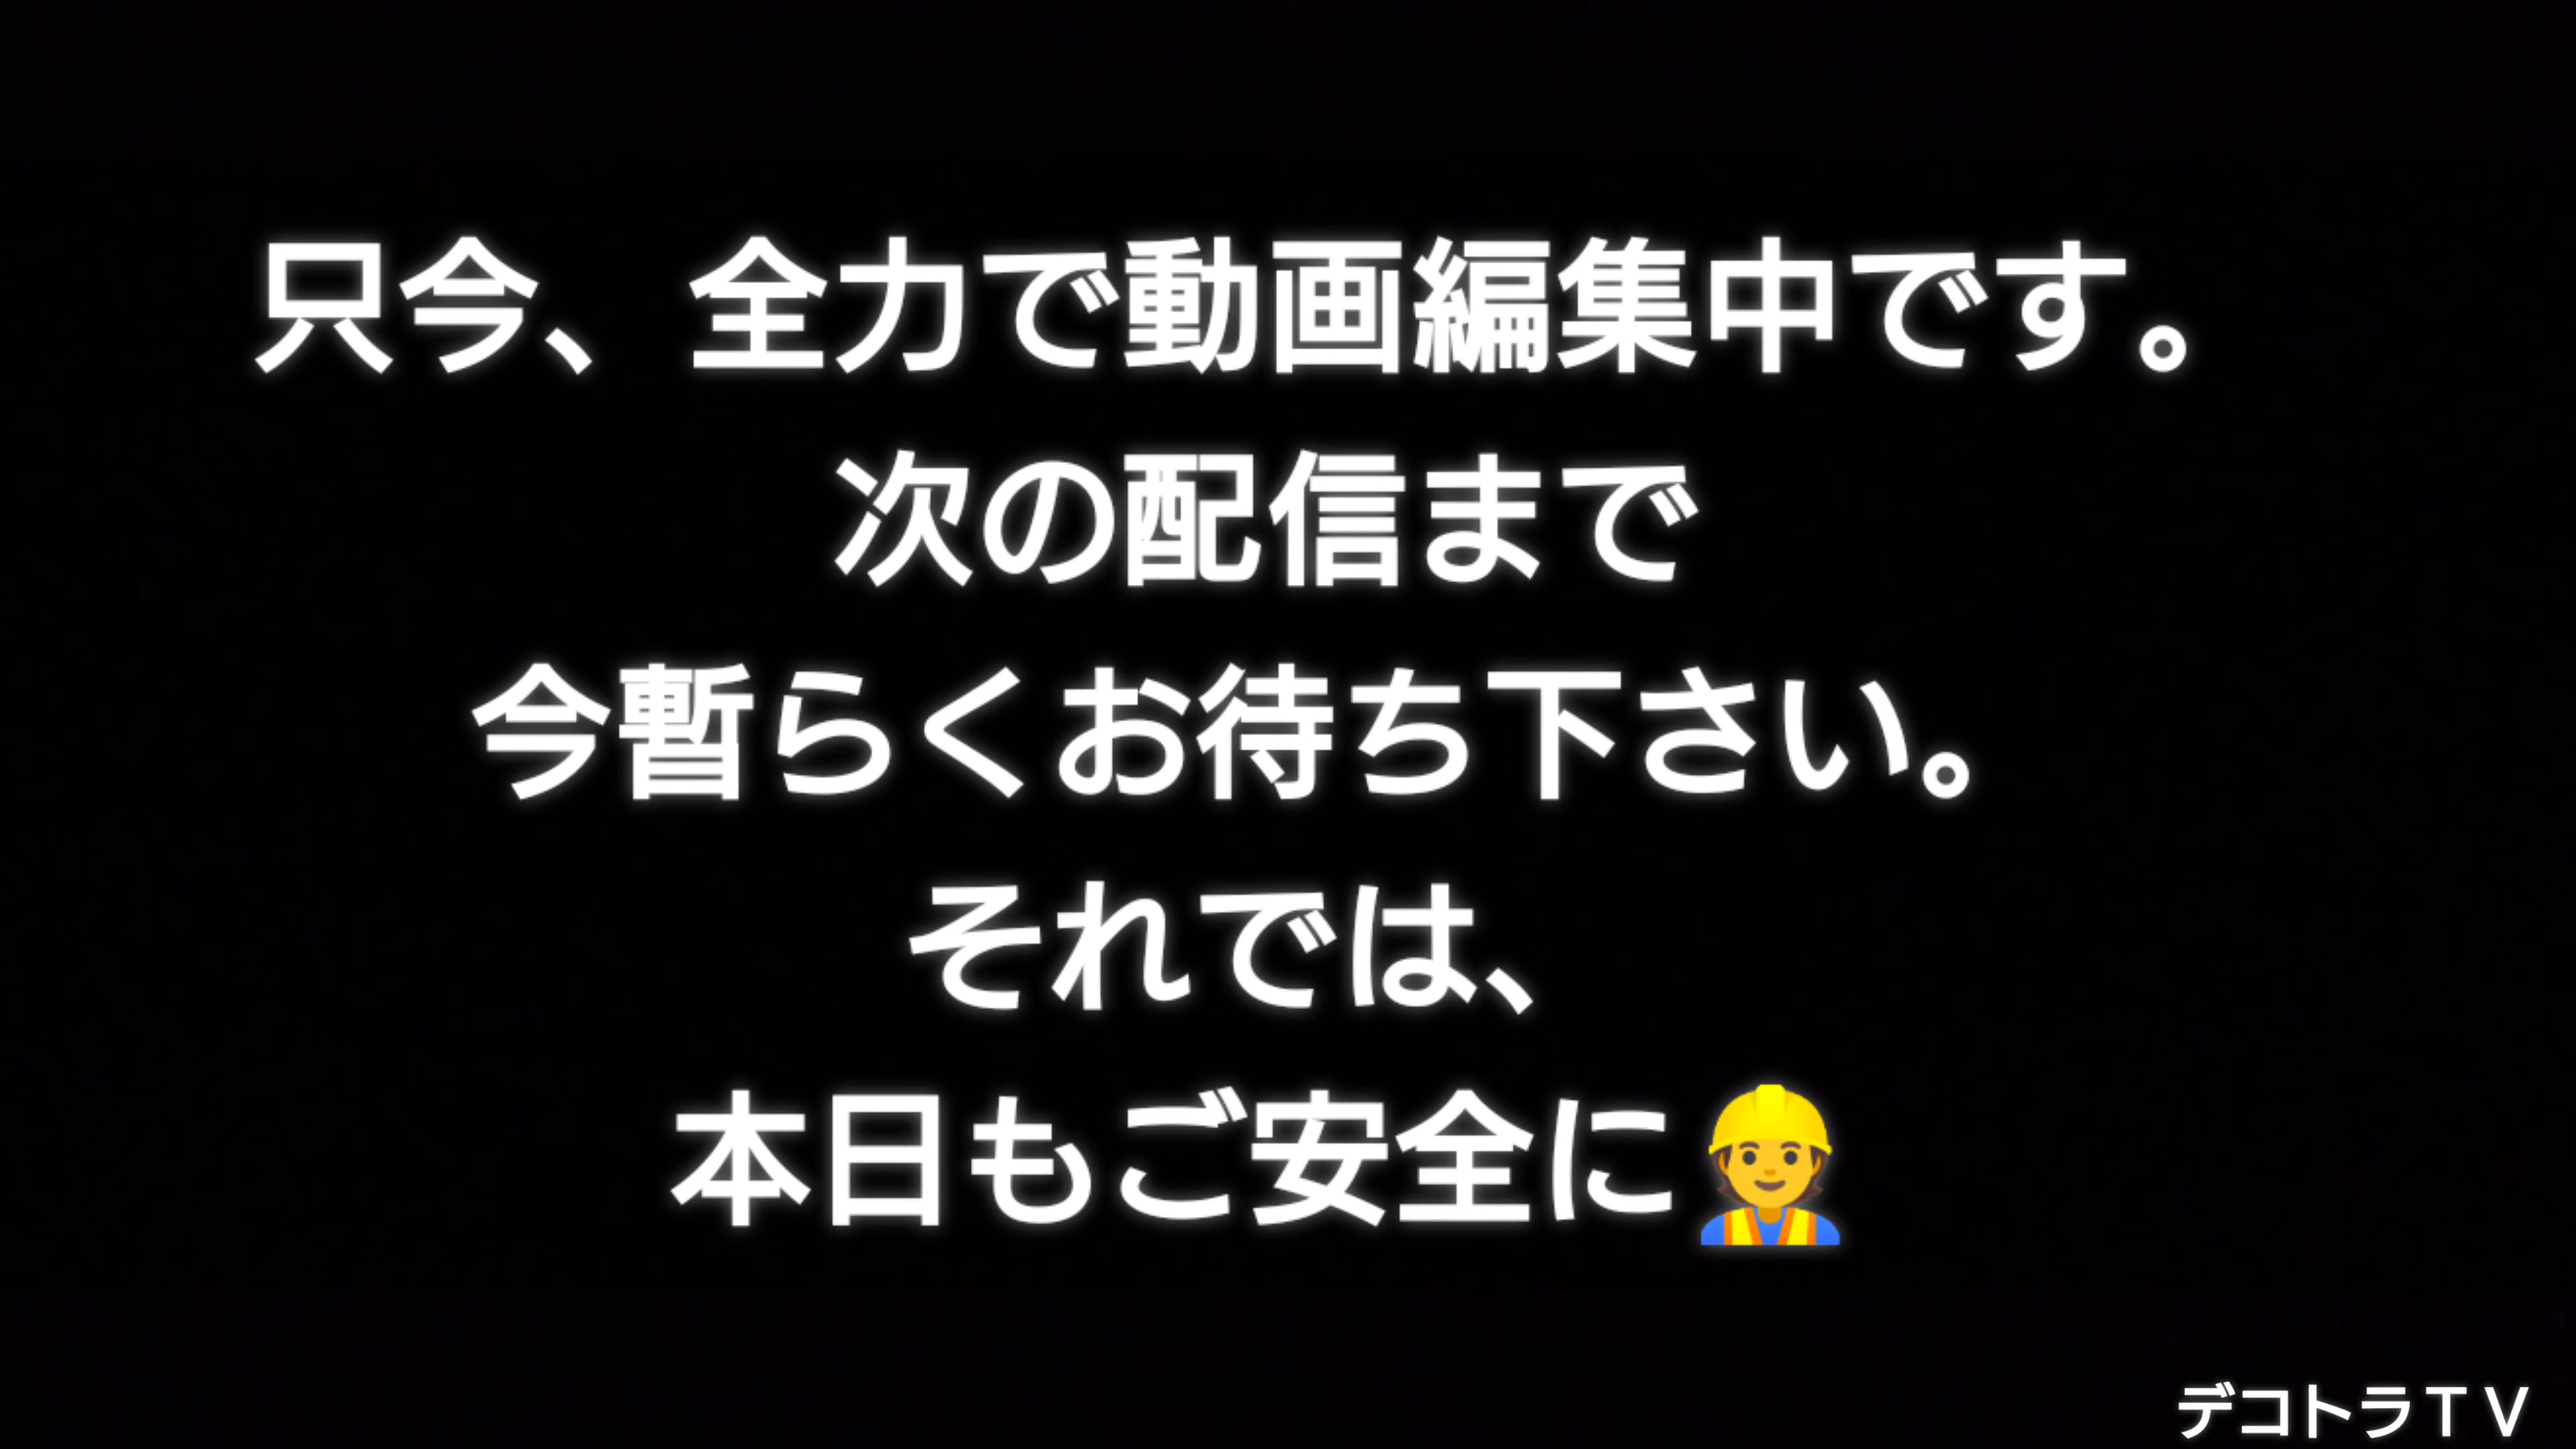 只今、全力で動画編集中です。
次の配信まで
今暫らくお待ち下さい。
それでは、
本日もご安全に👷
デコトラＴＶ